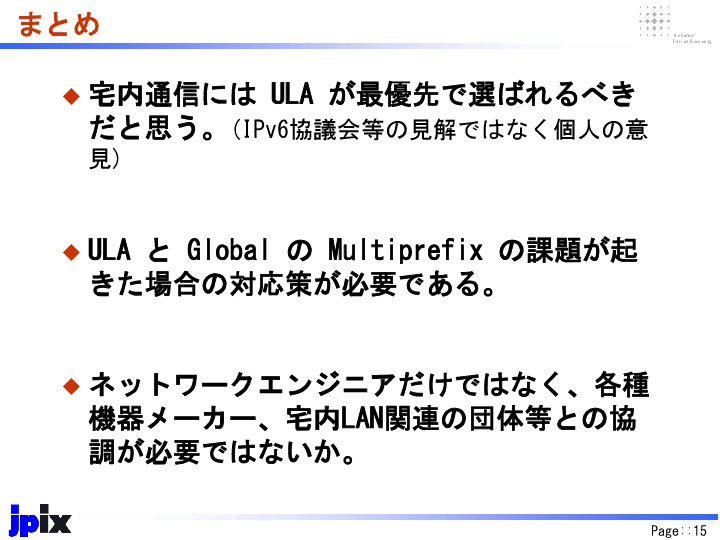 まとめ
Internet Community
◆ 宅内通信には ULA が最優先で選ばれるべき
だと思う。(IPv6協議会等の見解ではなく個人の意
見)
◆ ULA と Global の Multiprefix の課題が起
きた場合の対応策が必要である。
◆ ネットワークエンジニアだけではなく、各種
機器メーカー、宅内LAN関連の団体等との協
調が必要ではないか。
jpix
Page::15